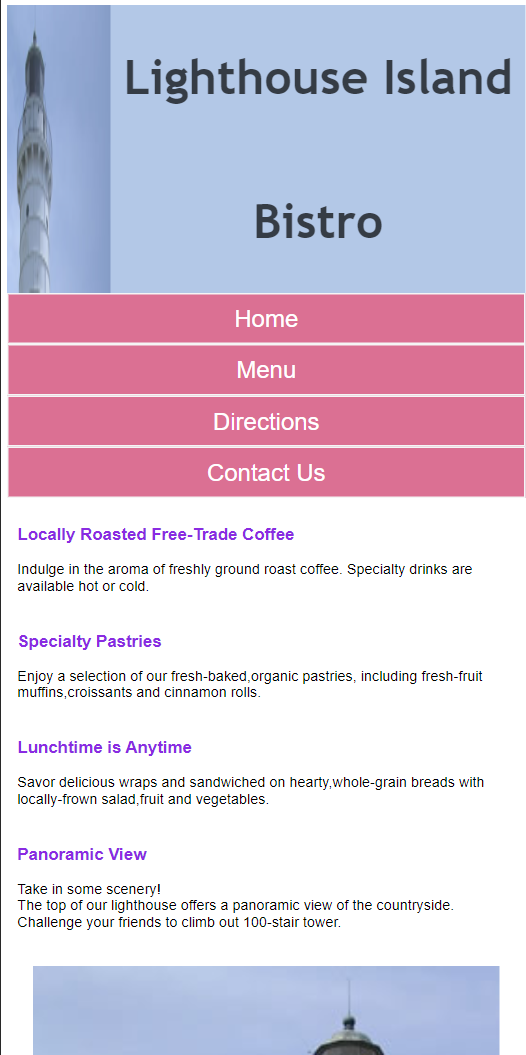 Lighthouse Island
Bistro
Home
Menu
Directions
Contact Us
Locally Roasted Free-Trade Coffee
Indulge in the aroma of freshly ground roast coffee. Specialty drinks are
available hot or cold.
Specialty Pastries
Enjoy a selection of our fresh-baked,organic pastries, including fresh-fruit
muffins,croissants and cinnamon rolls.
Lunchtime is Anytime
Savor delicious wraps and sandwiched on hearty,whole-grain breads with
locally-frown salad,fruit and vegetables.
Panoramic View
Take in some scenery!
The top of our lighthouse offers a panoramic view of the countryside.
Challenge your friends to climb out 100-stair tower.